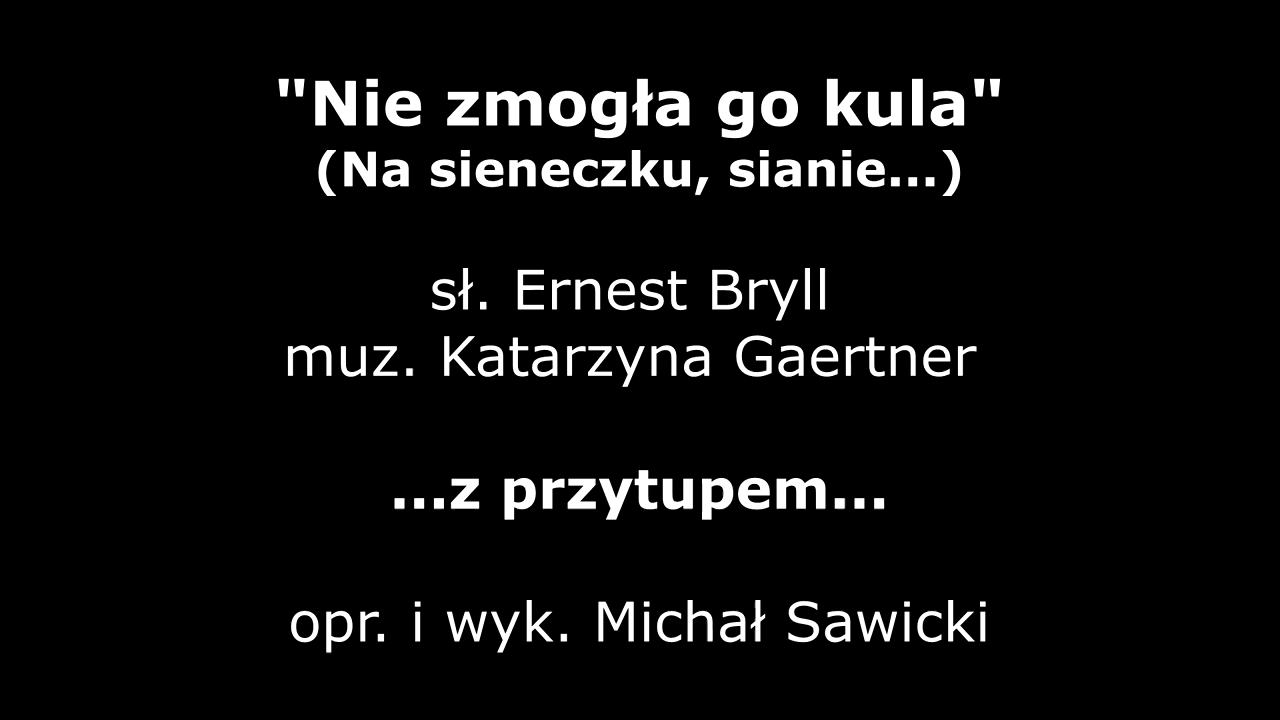 "Nie zmogła go kula"
(Na sieneczku, sianie...)
sł. Ernest Bryll
muz. Katarzyna Gaertner
...z przytupem...
opr. i wyk. Michał Sawicki